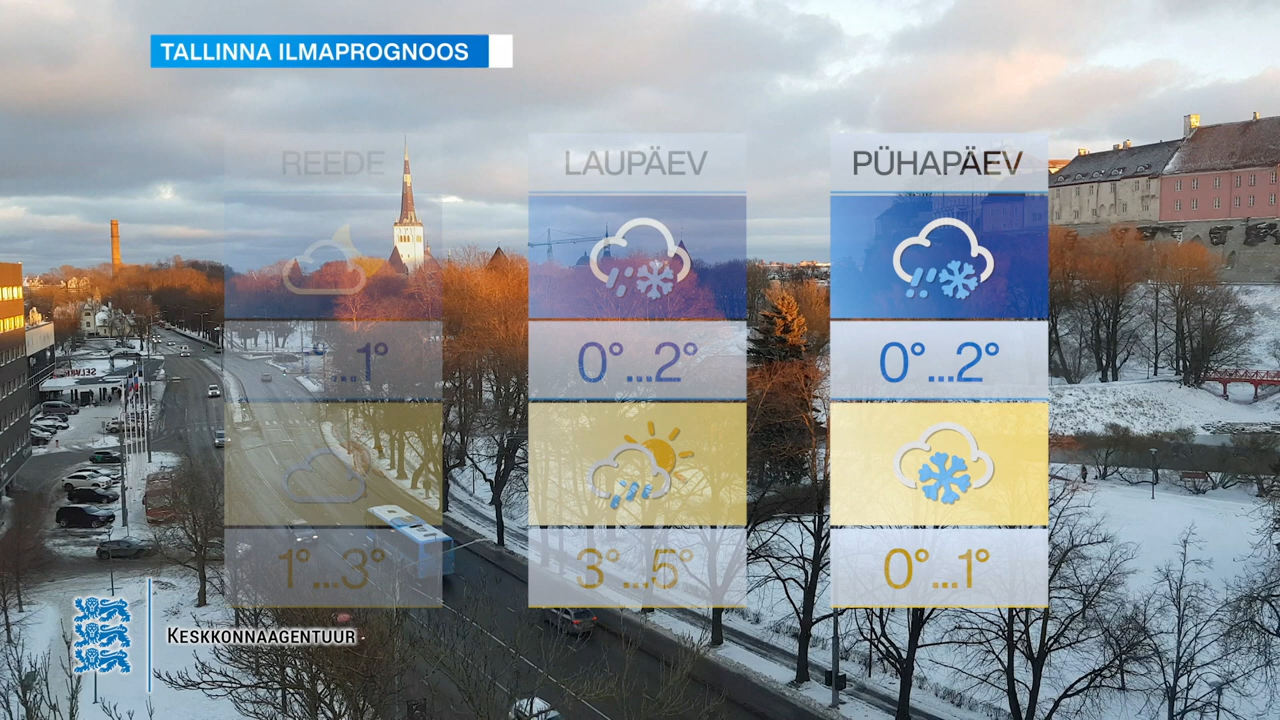 TALLINNA ILMAPROGNOOS
REEDE
LAUPÄEV
PÜHAPÄEV
0°...2°
0°...2°
1°...3°
3°...5°
0°...1°
KESKKONNAAGENTUUR